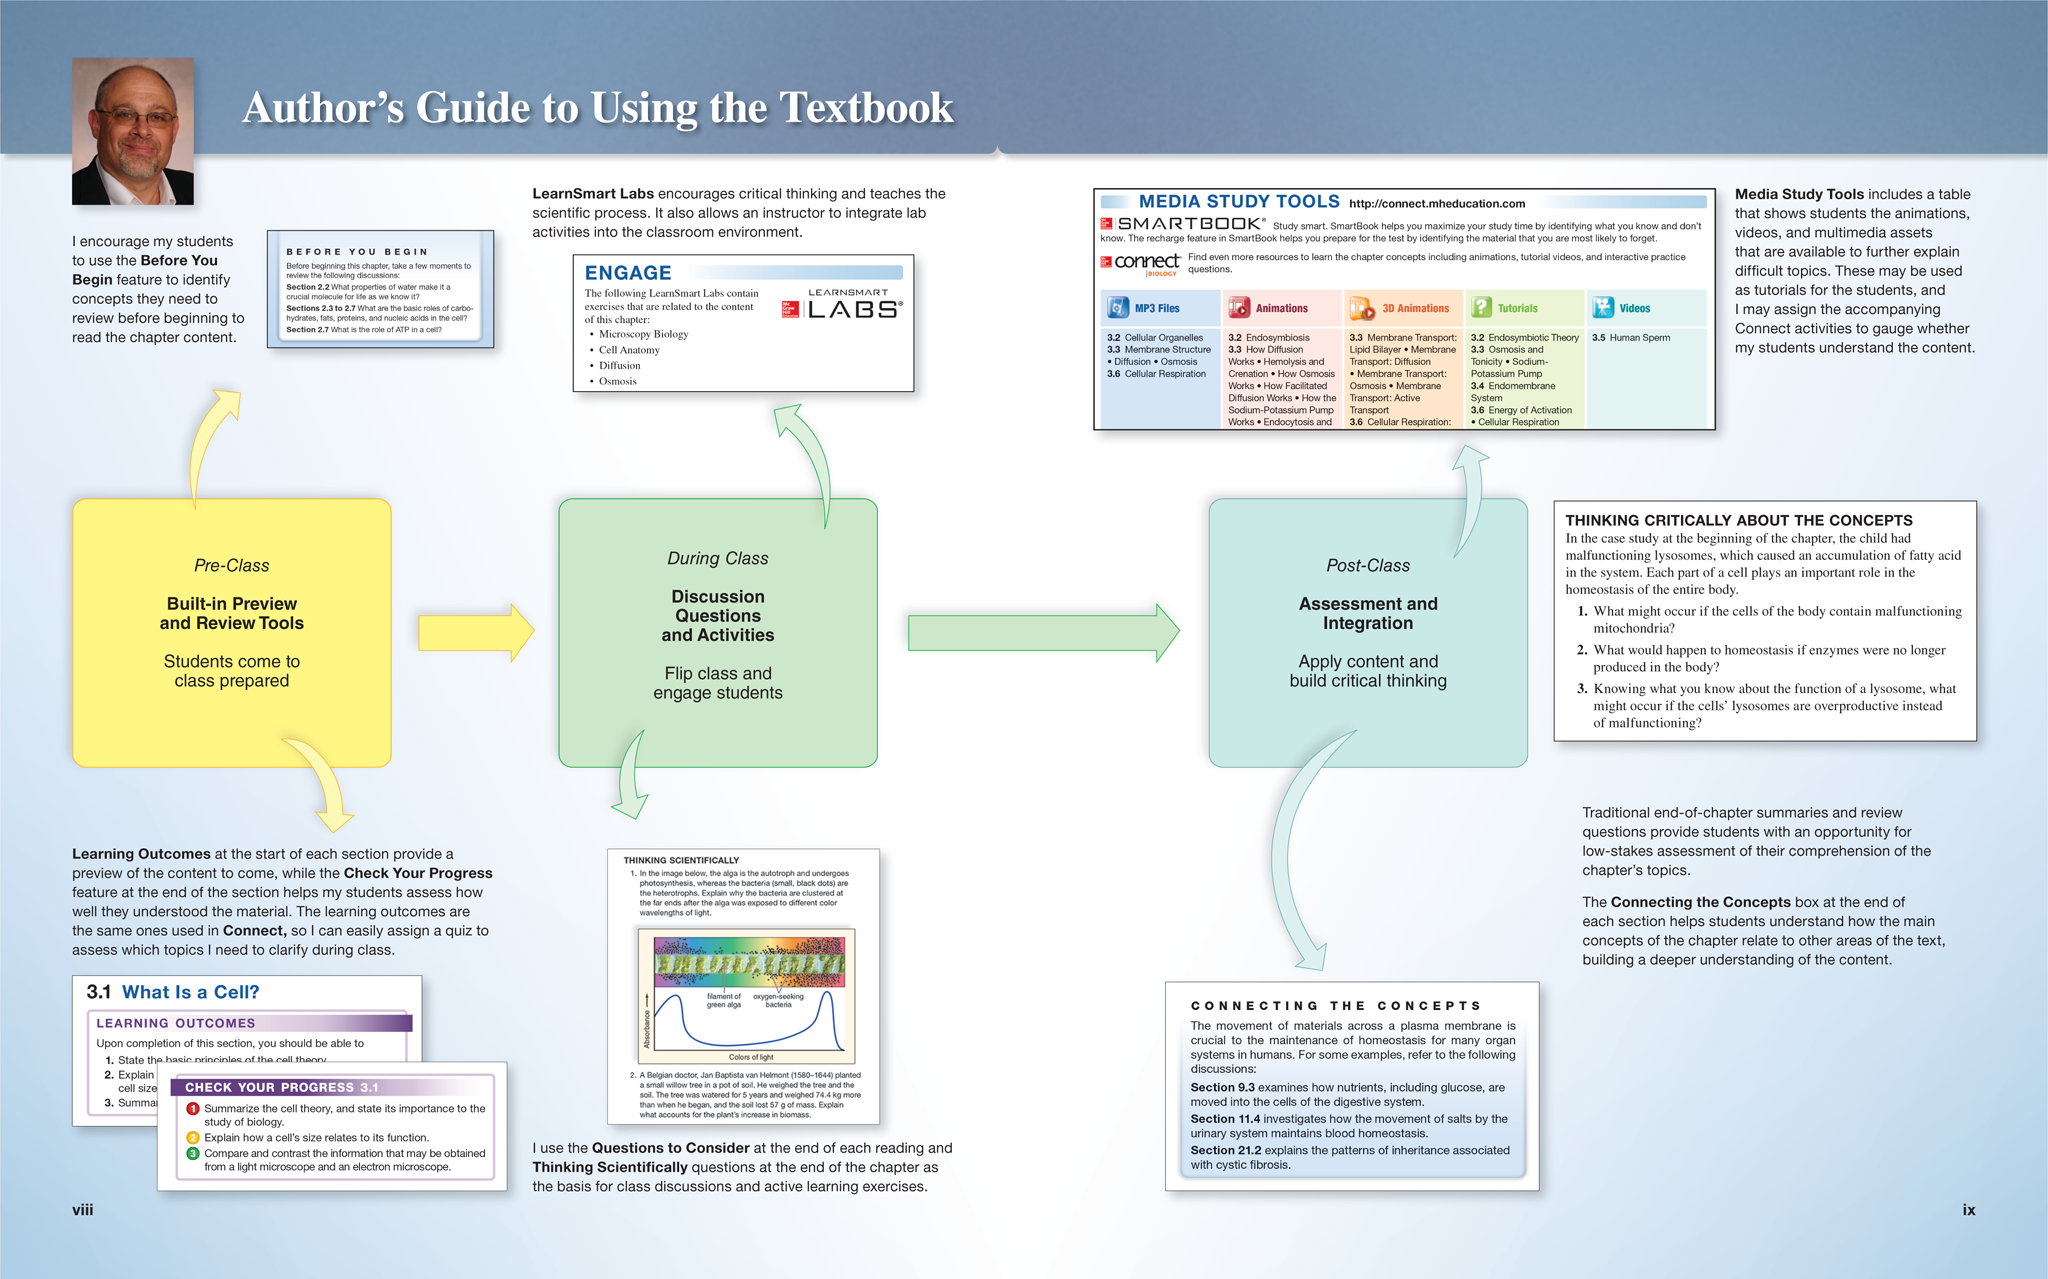 Author's Guide to Using the Textbook
I encourage my students
to use the Before You
Begin feature to identify
concepts they need to
review before beginning to
read the chapter content.
BEFORE YOU BEGIN
Before beginning this chapter, take a few moments to
review the following discussions:
Section 2.2 What properties of water make it a
crucial molecule for life as we know it?
Sections 2.3 to 2.7 What are the basic roles of carbo-
hydrates, fats, proteins, and nucleic acids in the cell?
Section 2.7 What is the role of ATP in a cell?
LearnSmart Labs encourages critical thinking and teaches the
scientific process. It also allows an instructor to integrate lab
activities into the classroom environment.
ENGAGE
The following LearnSmart Labs contain
exercises that are related to the content
of this chapter:
• Microscopy Biology
• Cell Anatomy
• Diffusion
• Osmosis
LEARNSMART
LABS®
MEDIA STUDY TOOLS http://connect.mheducation.com
SMARTBOOK® Study smart. SmartBook helps you maximize your study time by identifying what you know and don't
know. The recharge feature in SmartBook helps you prepare for the test by identifying the material that you are most likely to forget.
connect
BIOLOGY
Find even more resources to learn the chapter concepts including animations, tutorial videos, and interactive practice
questions.
MP3 Files
3.2 Cellular Organelles
3.3 Membrane Structure
• Diffusion • Osmosis
3.6 Cellular Respiration
Animations
3.2 Endosymbiosis
3.3 How Diffusion
Works • Hemolysis and
Crenation • How Osmosis
Works • How Facilitated
Diffusion Works • How the
Sodium-Potassium Pump
Works • Endocytosis and
3D Animations
3.3 Membrane Transport:
Lipid Bilayer • Membrane
Transport: Diffusion
• Membrane Transport:
Osmosis • Membrane
Transport: Active
Transport
3.6 Cellular Respiration:
Tutorials
3.2 Endosymbiotic Theory
3.3 Osmosis and
Tonicity • Sodium-
Potassium Pump
3.4 Endomembrane
System
3.6 Energy of Activation
• Cellular Respiration
Videos
3.5 Human Sperm
Media Study Tools includes a table
that shows students the animations,
videos, and multimedia assets
that are available to further explain
difficult topics. These may be used
as tutorials for the students, and
I may assign the accompanying
Connect activities to gauge whether
my students understand the content.
Pre-Class
Built-in Preview
and Review Tools
Students come to
class prepared
During Class
Discussion
Questions
and Activities
Flip class and
engage students
Post-Class
Assessment and
Integration
Apply content and
build critical thinking
THINKING CRITICALLY ABOUT THE CONCEPTS
In the case study at the beginning of the chapter, the child had
malfunctioning lysosomes, which caused an accumulation of fatty acid
in the system. Each part of a cell plays an important role in the
homeostasis of the entire body.
1. What might occur if the cells of the body contain malfunctioning
mitochondria?
2. What would happen to homeostasis if enzymes were no longer
produced in the body?
3. Knowing what you know about the function of a lysosome, what
might occur if the cells' lysosomes are overproductive instead
of malfunctioning?
Learning Outcomes at the start of each section provide a
preview of the content to come, while the Check Your Progress
feature at the end of the section helps my students assess how
well they understood the material. The learning outcomes are
the same ones used in Connect, so I can easily assign a quiz to
assess which topics I need to clarify during class.
3.1 What Is a Cell?
LEARNING OUTCOMES
Upon completion of this section, you should be able to
1. State the basic principles of the cell theory
2. Explain
cell size
3. Summa
CHECK YOUR PROGRESS 3.1
1 Summarize the cell theory, and state its importance to the
study of biology.
2 Explain how a cell's size relates to its function.
3 Compare and contrast the information that may be obtained
from a light microscope and an electron microscope.
THINKING SCIENTIFICALLY
1. In the image below, the alga is the autotroph and undergoes
photosynthesis, whereas the bacteria (small, black dots) are
the heterotrophs. Explain why the bacteria are clustered at
the far ends after the alga was exposed to different color
wavelengths of light.
filament of
green alga
oxygen-seeking
bacteria
Absorbance
Colors of light
2. A Belgian doctor, Jan Baptista van Helmont (1580–1644) planted
a small willow tree in a pot of soil. He weighed the tree and the
soil. The tree was watered for 5 years and weighed 74.4 kg more
than when he began, and the soil lost 57 g of mass. Explain
what accounts for the plant's increase in biomass.
I use the Questions to Consider at the end of each reading and
Thinking Scientifically questions at the end of the chapter as
the basis for class discussions and active learning exercises.
CONNECTING THE CONCEPTS
The movement of materials across a plasma membrane is
crucial to the maintenance of homeostasis for many organ
systems in humans. For some examples, refer to the following
discussions:
Section 9.3 examines how nutrients, including glucose, are
moved into the cells of the digestive system.
Section 11.4 investigates how the movement of salts by the
urinary system maintains blood homeostasis.
Section 21.2 explains the patterns of inheritance associated
with cystic fibrosis.
Traditional end-of-chapter summaries and review
questions provide students with an opportunity for
low-stakes assessment of their comprehension of the
chapter's topics.
The Connecting the Concepts box at the end of
each section helps students understand how the main
concepts of the chapter relate to other areas of the text,
building a deeper understanding of the content.
viii
ix